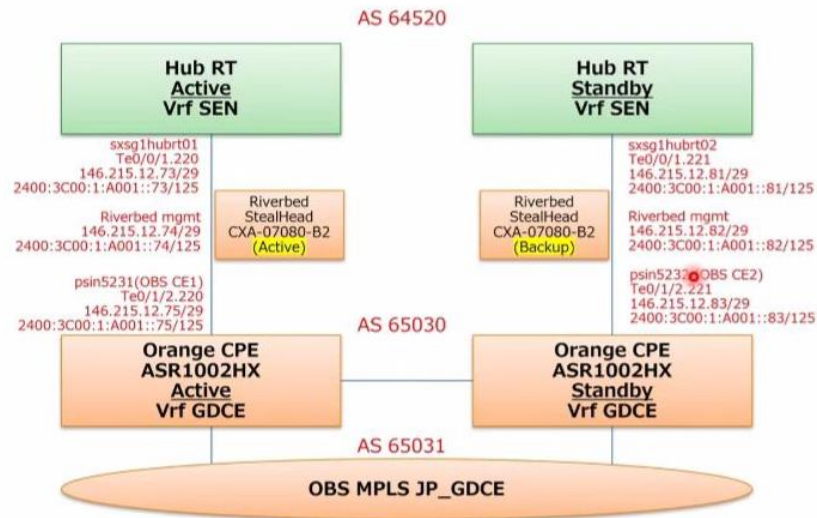 AS 64520
Hub RT
Active
Vrf SEN
Hub RT
Standby
Vrf SEN
sxsg1hubrt01
Te0/0/1.220
146.215.12.73/29
2400:3C00:1:A001::73/125
Riverbed mgmt
146.215.12.74/29
2400:3C00:1:A001::74/125
psin5231(OBS CE1)
Te0/1/2.220
146.215.12.75/29
2400:3C00:1:A001::75/125
Riverbed
StealHead
CXA-07080-B2
(Active)
Riverbed
StealHead
CXA-07080-B2
(Backup)
sxsg1hubrt02
Te0/0/1.221
146.215.12.81/29
2400:3C00:1:A001::81/125
Riverbed mgmt
146.215.12.82/29
2400:3C00:1:A001::82/125
psin5232(OBS CE2)
Te0/1/2.221
146.215.12.83/29
2400:3C00:1:A001::83/125
AS 65030
Orange CPE
ASR1002HX
Active
Vrf GDCE
Orange CPE
ASR1002HX
Standby
Vrf GDCE
AS 65031
OBS MPLS JP_GDCE